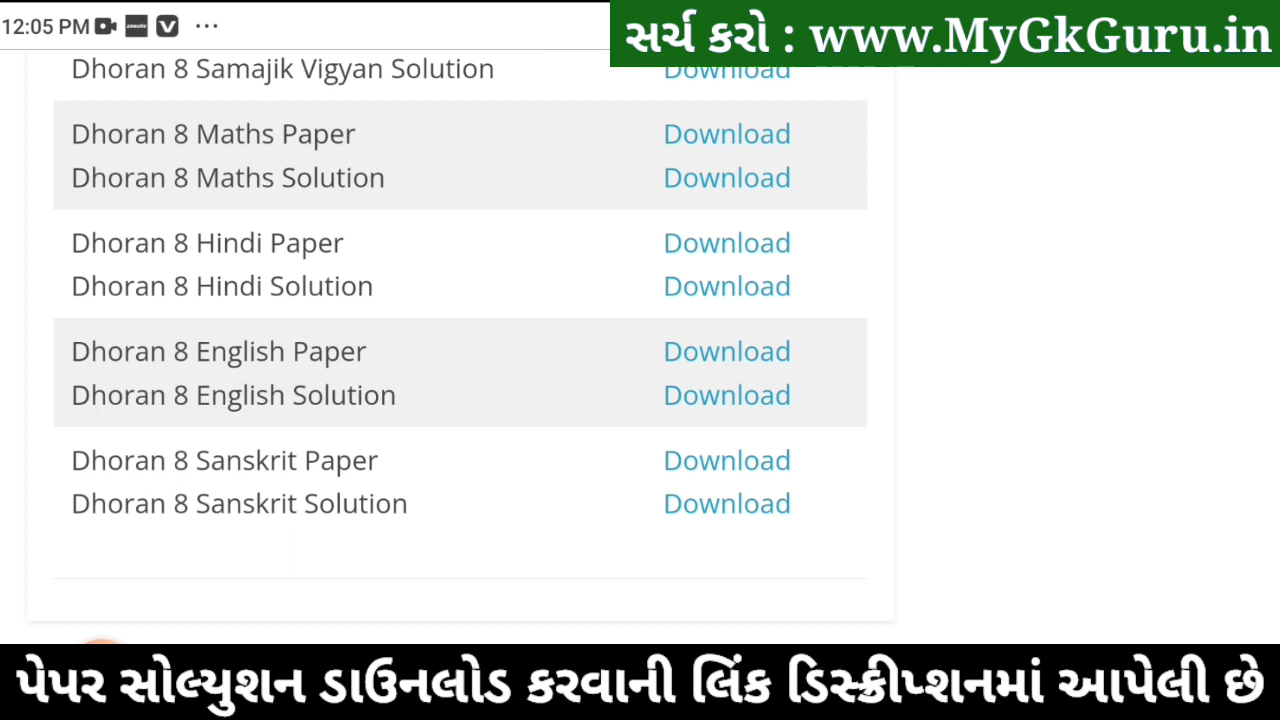 12:05 PM
સર્ચ કરો : www.MyGkGuru.in
Dhoran 8 Samajik Vigyan Solution Download
Dhoran 8 Maths Paper Download
Dhoran 8 Maths Solution Download
Dhoran 8 Hindi Paper Download
Dhoran 8 Hindi Solution Download
Dhoran 8 English Paper Download
Dhoran 8 English Solution Download
Dhoran 8 Sanskrit Paper Download
Dhoran 8 Sanskrit Solution Download
પેપર સોલ્યુશન ડાઉનલોડ કરવાની લિંક ડિસ્ક્રીપ્શનમાં આપેલી છે